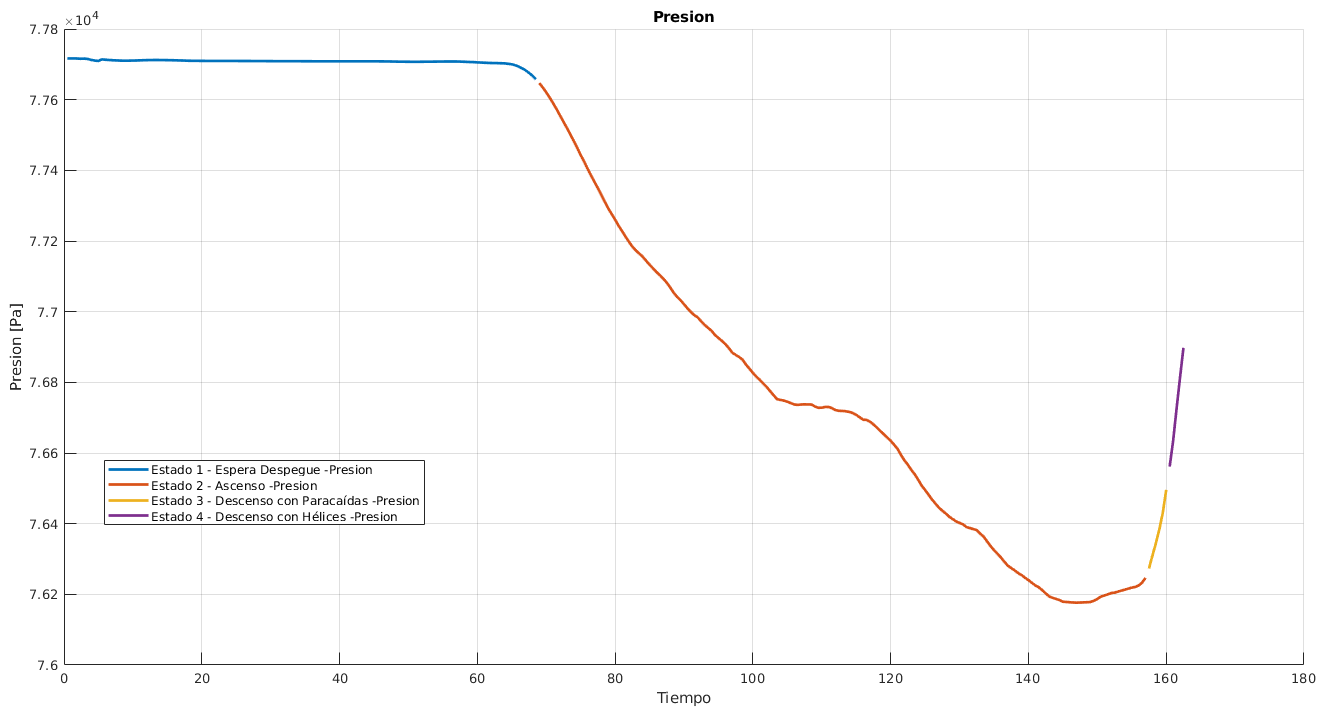 Presion
×10⁴
7.78
7.76
7.74
7.72
7.7
7.68
7.66
7.64
7.62
7.6
Presion [Pa]
Estado 1 - Espera Despegue -Presion
Estado 2 - Ascenso -Presion
Estado 3 - Descenso con Paracaídas -Presion
Estado 4 - Descenso con Hélices -Presion
0 20 40 60 80 100 120 140 160 180
Tiempo